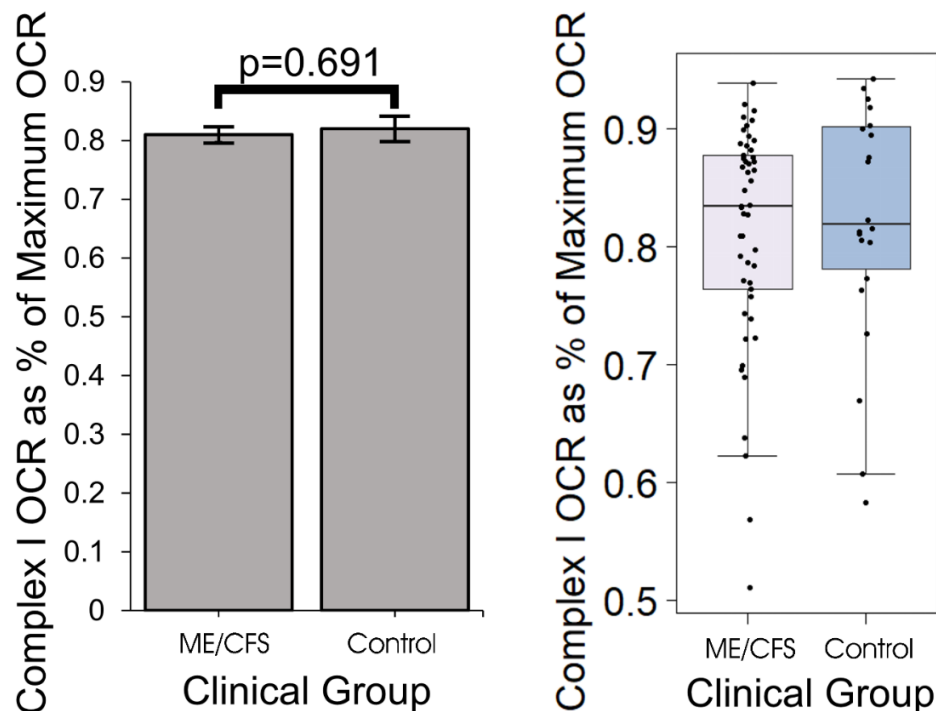 Complex I OCR as % of Maximum OCR
p=0.691
0.9
0.8
0.7
0.6
0.5
0.4
0.3
0.2
0.1
0
ME/CFS Control
Clinical Group
Complex I OCR as % of Maximum OCR
0.9
0.8
0.7
0.6
0.5
ME/CFS Control
Clinical Group